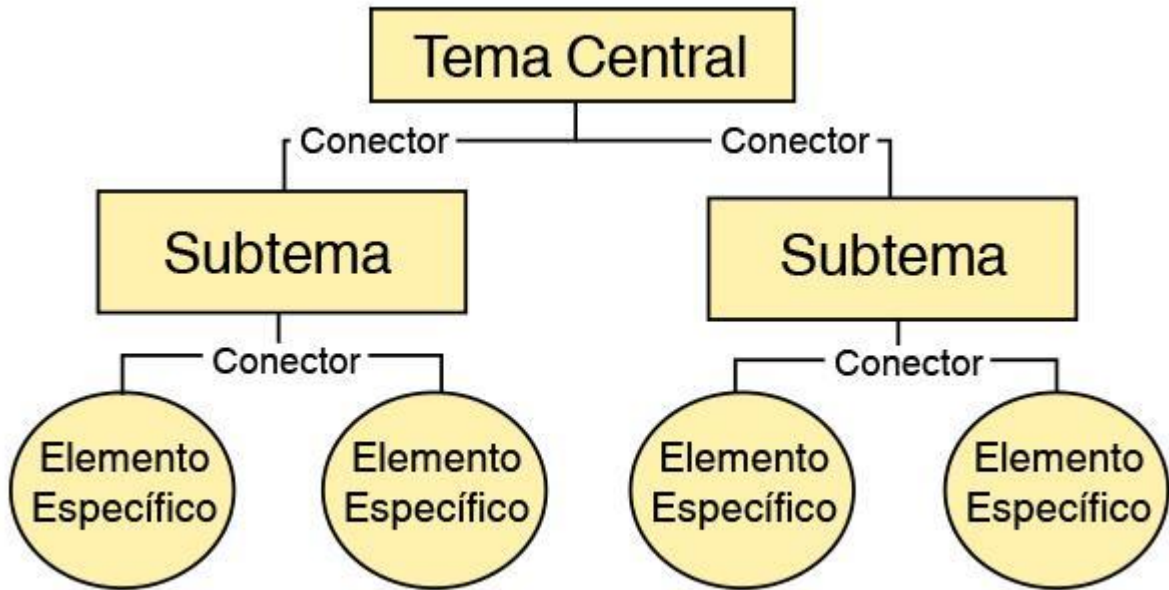 Tema Central
Conector Conector
Subtema Subtema
Conector Conector
Elemento Elemento Elemento Elemento
Específico Específico Específico Específico